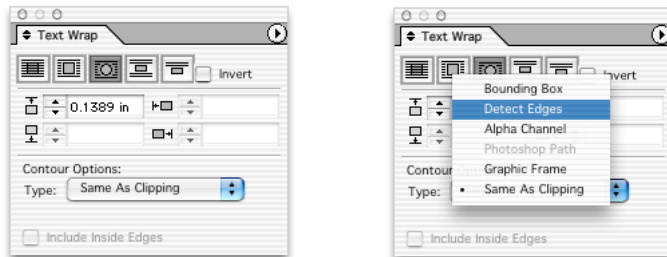 Text Wrap
Invert
0.1389 in
Contour Options:
Type: Same As Clipping
Include Inside Edges
Text Wrap
Invert
Bounding Box
Detect Edges
Alpha Channel
Photoshop Path
Graphic Frame
Contour
Type: • Same As Clipping
Include Inside Edges